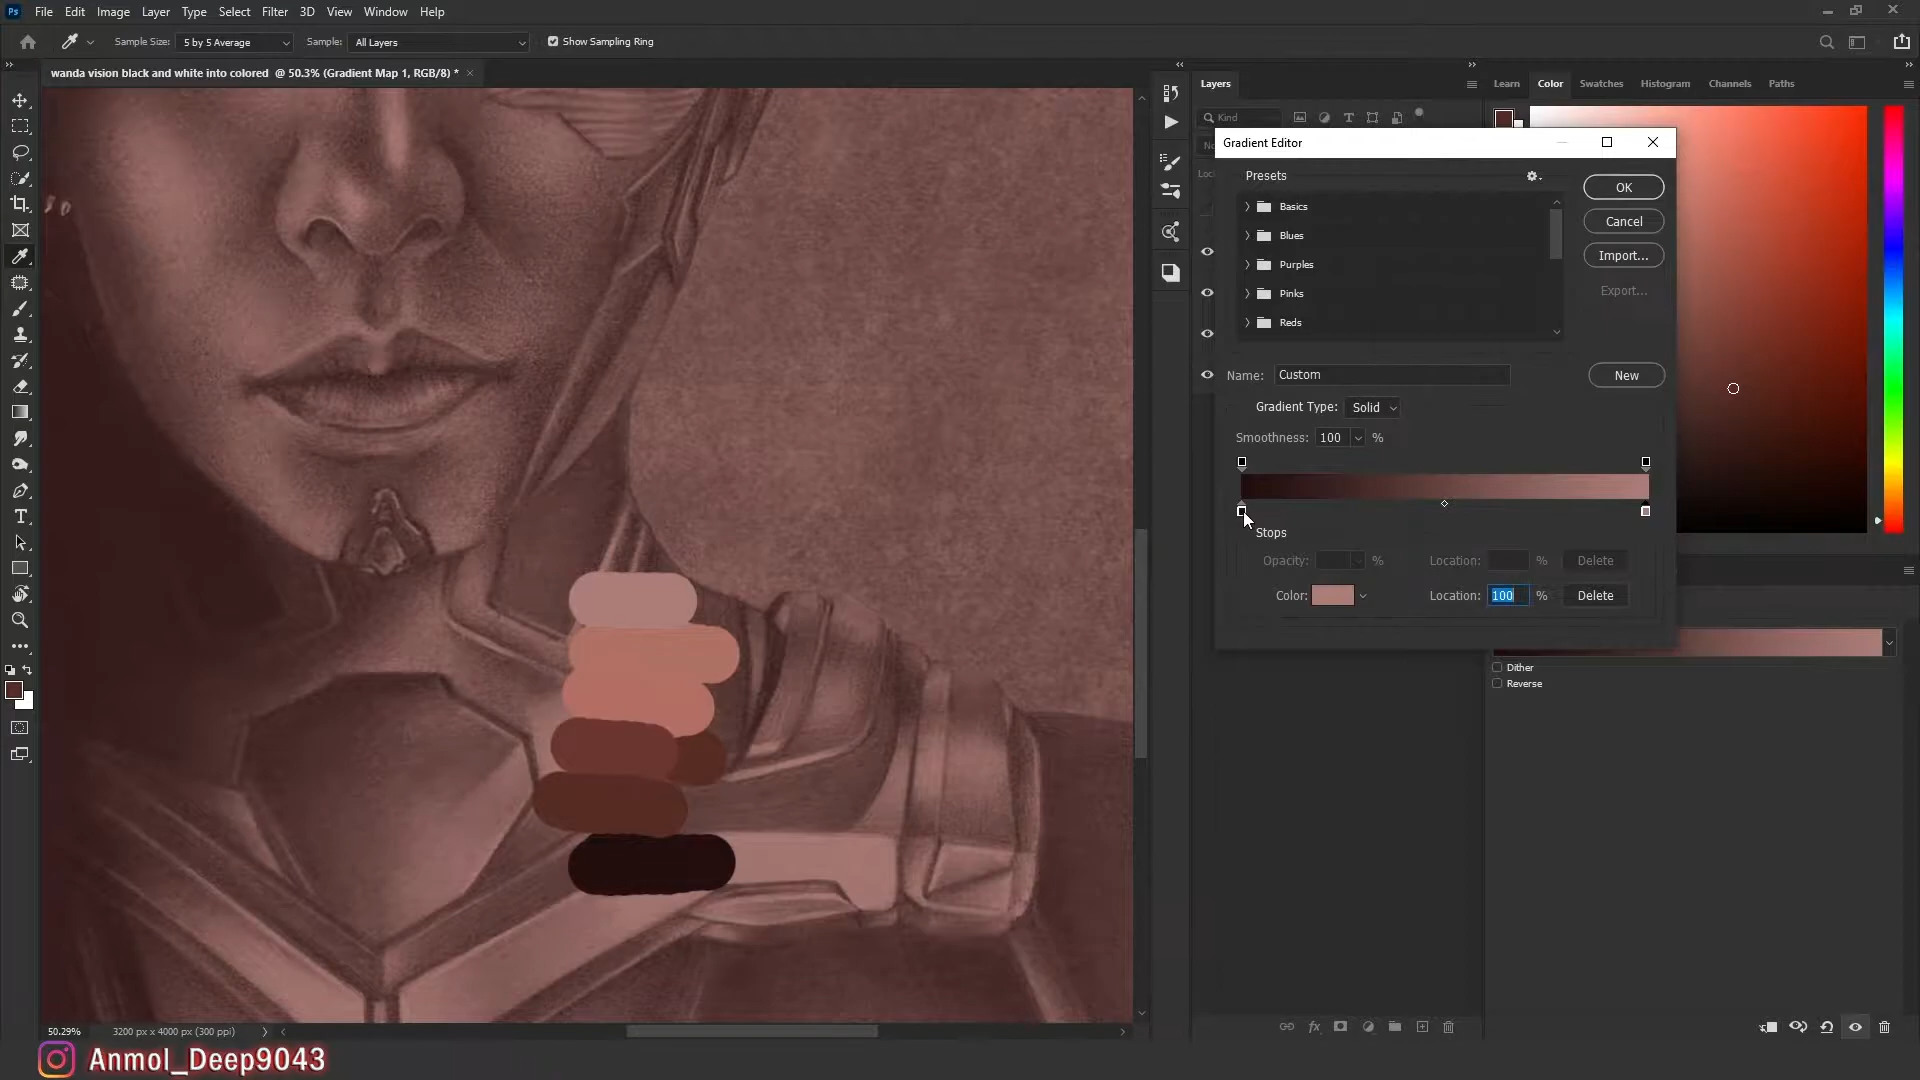 Ps File Edit Image Layer Type Select Filter 3D View Window Help
Sample Size: 5 by 5 Average Sample: All Layers Show Sampling Ring
wanda vision black and white into colored @ 50.3% (Gradient Map 1, RGB/8) * ×
Layers
Learn Color Swatches Histogram Channels Paths
Kind
Gradient Editor
Presets
OK
Basics
Cancel
Blues
Import...
Purples
Export...
Pinks
Reds
Name: Custom New
Gradient Type: Solid
Smoothness: 100 %
Stops
Opacity: % Location: % Delete
Color: Location: 100 % Delete
Dither
Reverse
50.29% 3200 px x 4000 px (300 ppi)
Anmol_Deep9043